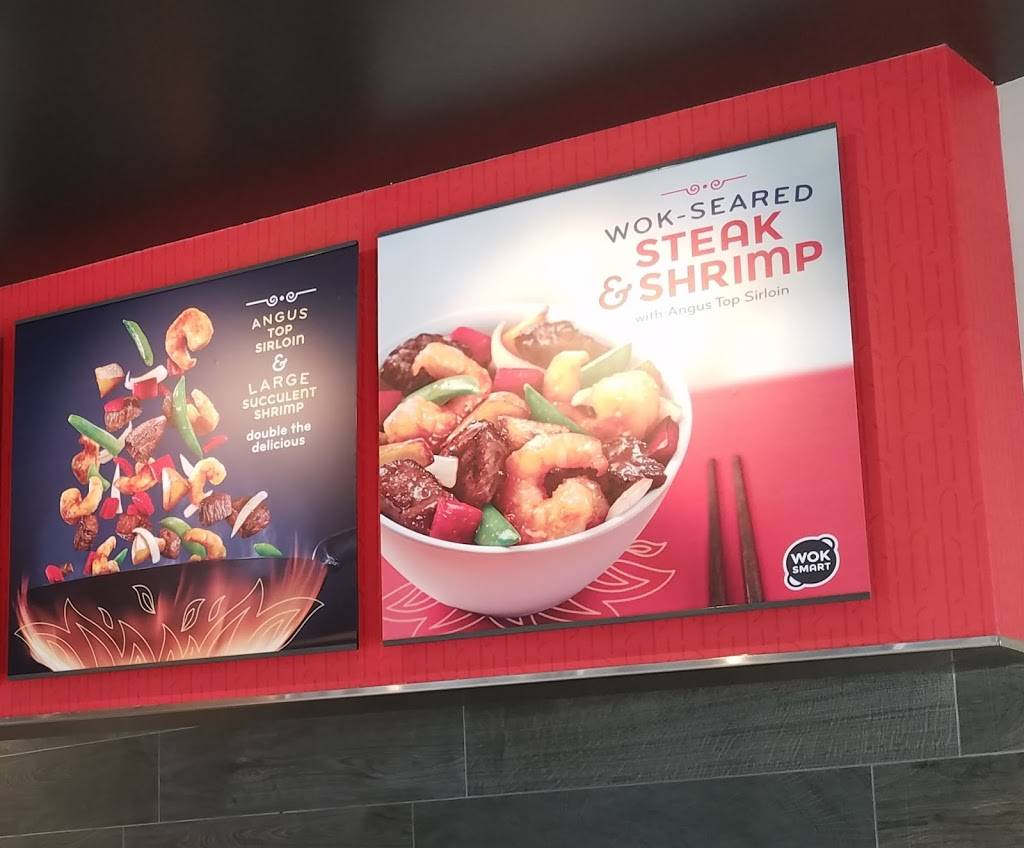 ANGUS
TOP
SIRLOIN
&
LARGE
SUCCULENT
SHRIMP
double the
delicious
WOK-SEARED
STEAK
& SHRIMP
with Angus Top Sirloin
WOK
SMART